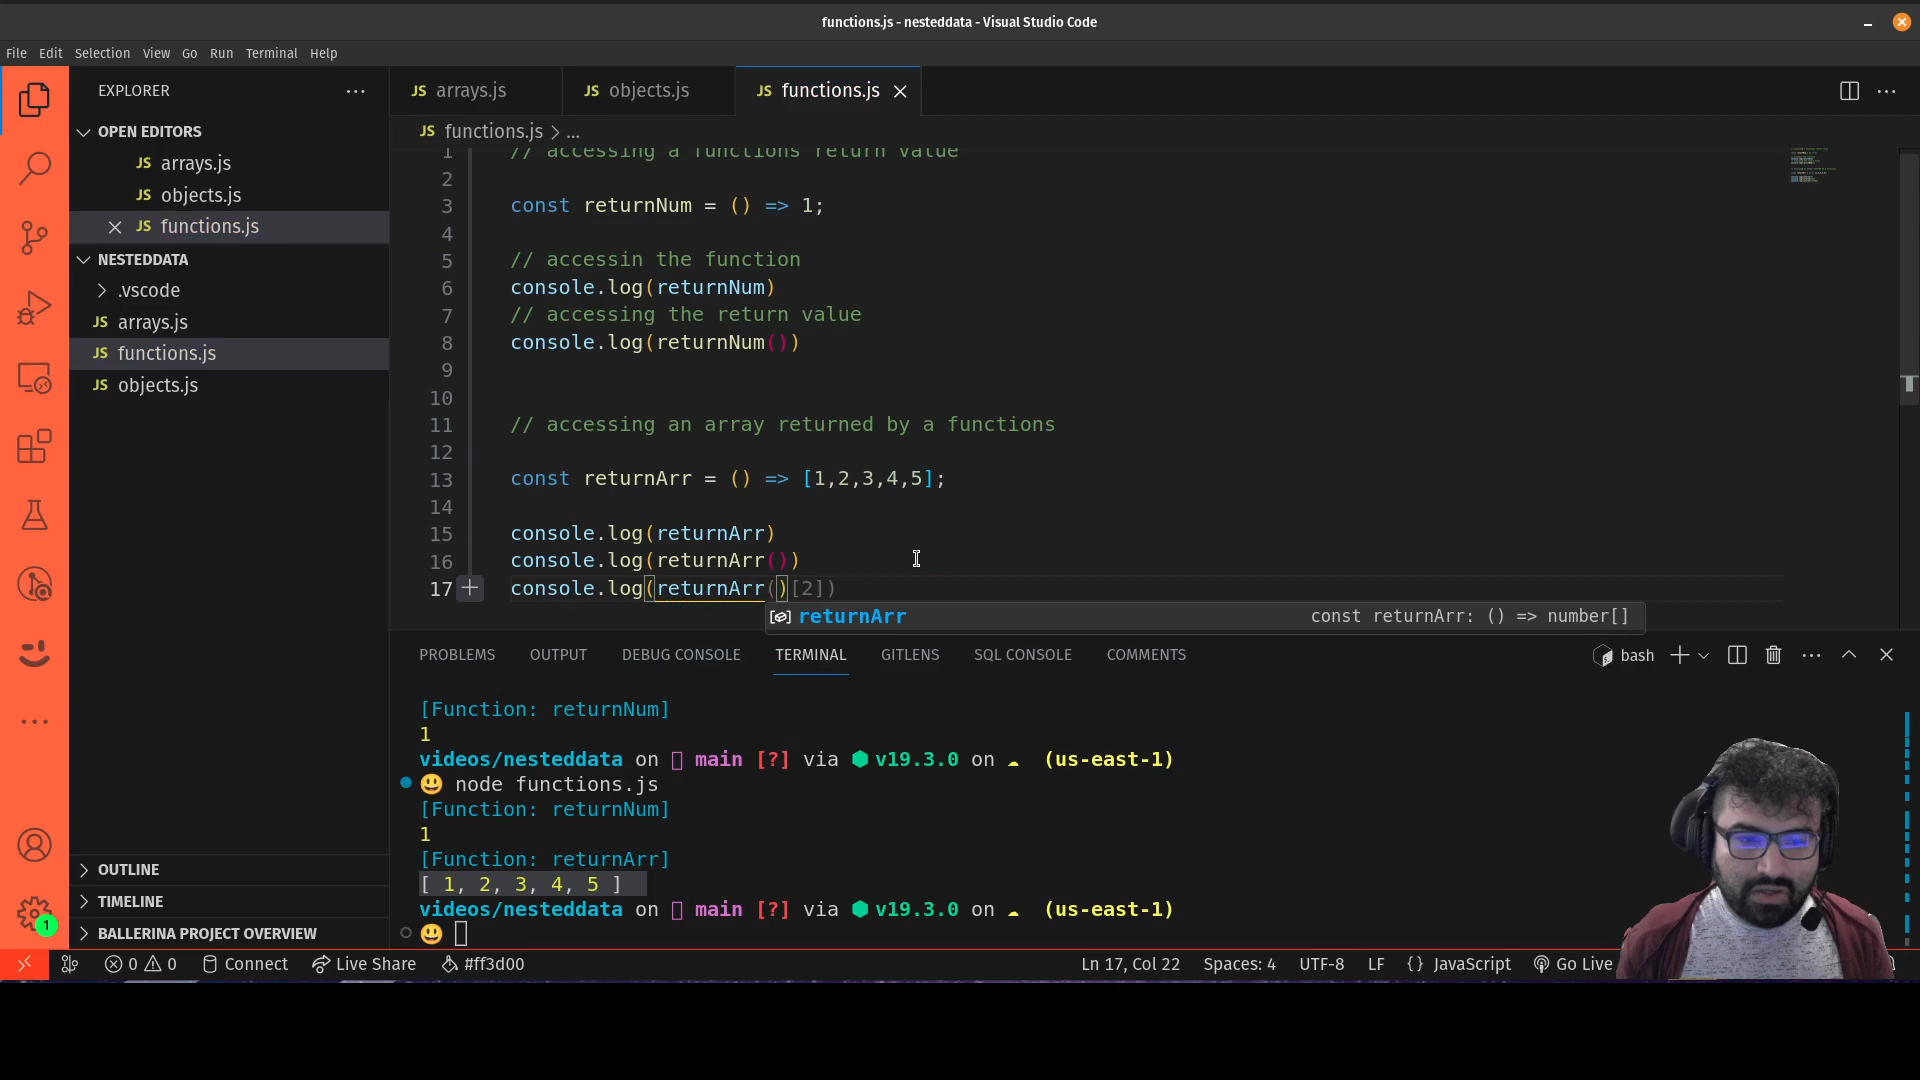 functions.js - nesteddata - Visual Studio Code
File Edit Selection View Go Run Terminal Help
EXPLORER
OPEN EDITORS
JS arrays.js
JS objects.js
JS functions.js
NESTEDDATA
.vscode
JS arrays.js
JS functions.js
JS objects.js
OUTLINE
TIMELINE
BALLERINA PROJECT OVERVIEW
1
JS arrays.js JS objects.js JS functions.js
JS functions.js > ...
1 // accessing a functions return value
2
3 const returnNum = () => 1;
4
5 // accessin the function
6 console.log(returnNum)
7 // accessing the return value
8 console.log(returnNum())
9
10
11 // accessing an array returned by a functions
12
13 const returnArr = () => [1,2,3,4,5];
14
15 console.log(returnArr)
16 console.log(returnArr())
17 console.log(returnArr()[2])
returnArr const returnArr: () => number[]
PROBLEMS OUTPUT DEBUG CONSOLE TERMINAL GITLENS SQL CONSOLE COMMENTS bash
[Function: returnNum]
1
videos/nesteddata on main [?] via v19.3.0 on (us-east-1)
node functions.js
[Function: returnNum]
1
[Function: returnArr]
[ 1, 2, 3, 4, 5 ]
videos/nesteddata on main [?] via v19.3.0 on (us-east-1)
0 0 Connect Live Share #ff3d00 Ln 17, Col 22 Spaces: 4 UTF-8 LF {} JavaScript Go Live